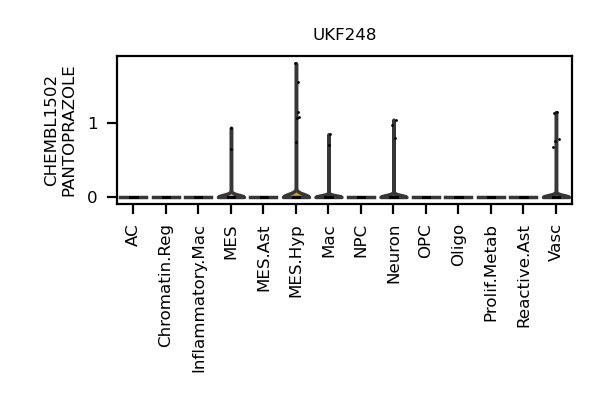 UKF248
CHEMBL1502
PANTOPRAZOLE
1
0
AC
Chromatin.Reg
Inflammatory.Mac
MES
MES.Ast
MES.Hyp
Mac
NPC
Neuron
OPC
Oligo
Prolif.Metab
Reactive.Ast
Vasc